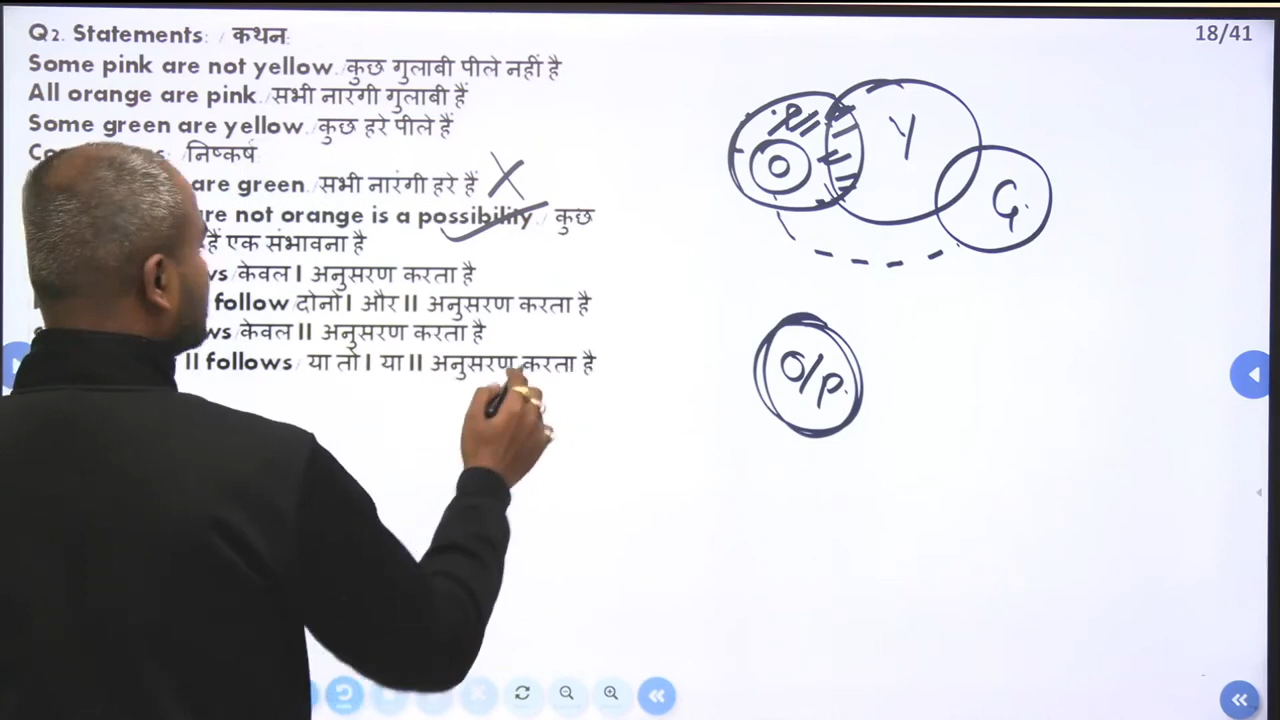 Q2. Statements: / कथन:
18/41
Some pink are not yellow. /कुछ गुलाबी पीले नहीं है
All orange are pink. /सभी नारंगी गुलाबी हैं
Some green are yellow. /कुछ हरे पीले हैं
निष्कर्ष:
are green. /सभी नारंगी हरे हैं
are not orange is a possibility. / कुछ
हैं एक संभावना है
केवल I अनुसरण करता है
follow /दोनों I और II अनुसरण करता है
केवल II अनुसरण करता है
II follows / या तो I या II अनुसरण करता है
P
O
Y
G
O/P